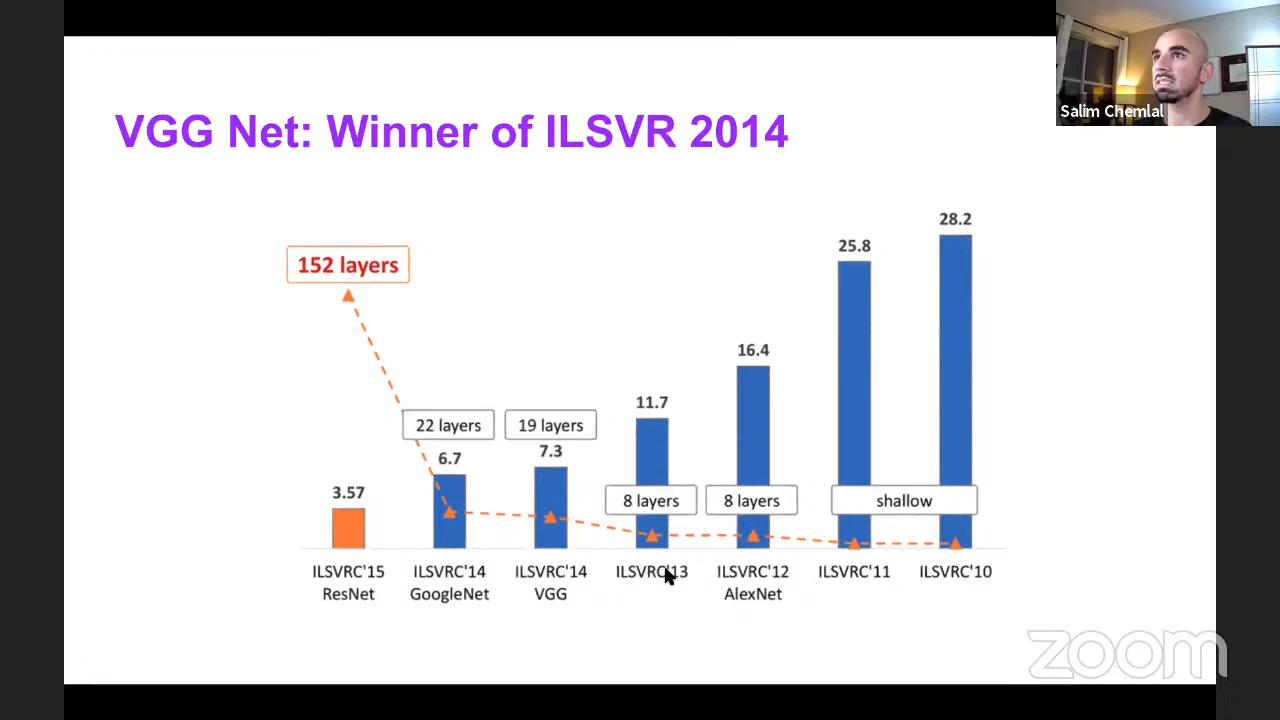 Salim Chemlal
VGG Net: Winner of ILSVR 2014
28.2
25.8
152 layers
16.4
11.7
22 layers
19 layers
6.7
7.3
3.57
8 layers
8 layers
shallow
ILSVRC'15
ResNet
ILSVRC'14
GoogleNet
ILSVRC'14
VGG
ILSVRC'13
ILSVRC'12
AlexNet
ILSVRC'11
ILSVRC'10
zoom